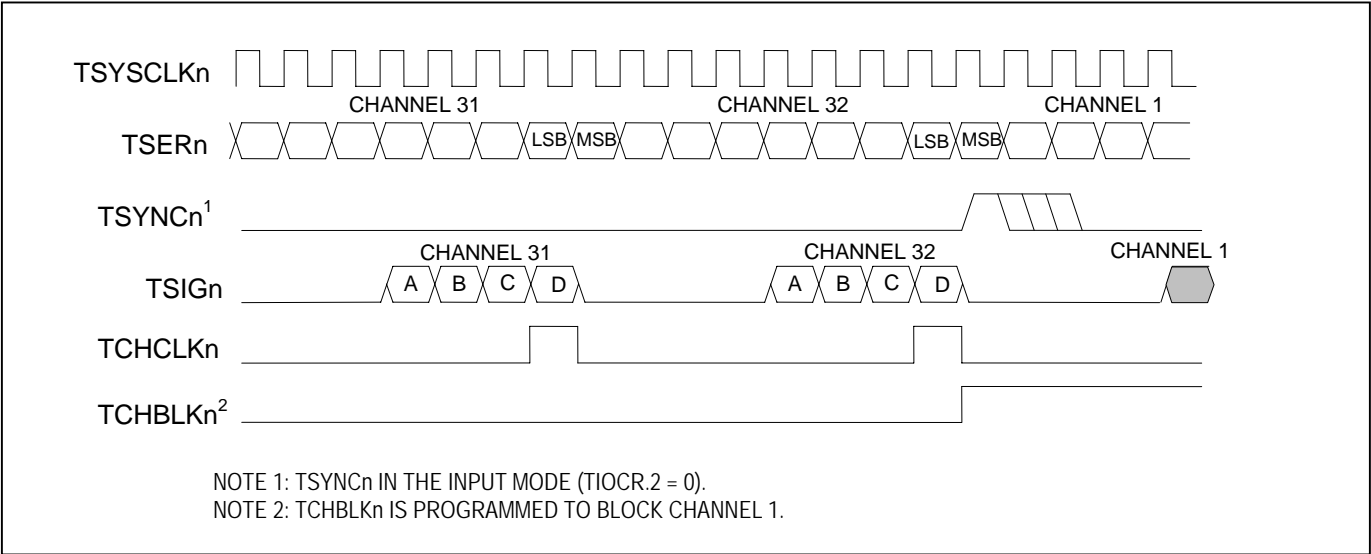 TSYSCLKn
CHANNEL 31 CHANNEL 32 CHANNEL 1
TSERn LSB MSB LSB MSB
TSYNCn1
CHANNEL 31 CHANNEL 32 CHANNEL 1
TSIGn A B C D A B C D
TCHCLKn
TCHBLKn2
NOTE 1: TSYNCn IN THE INPUT MODE (TIOCR.2 = 0).
NOTE 2: TCHBLKn IS PROGRAMMED TO BLOCK CHANNEL 1.